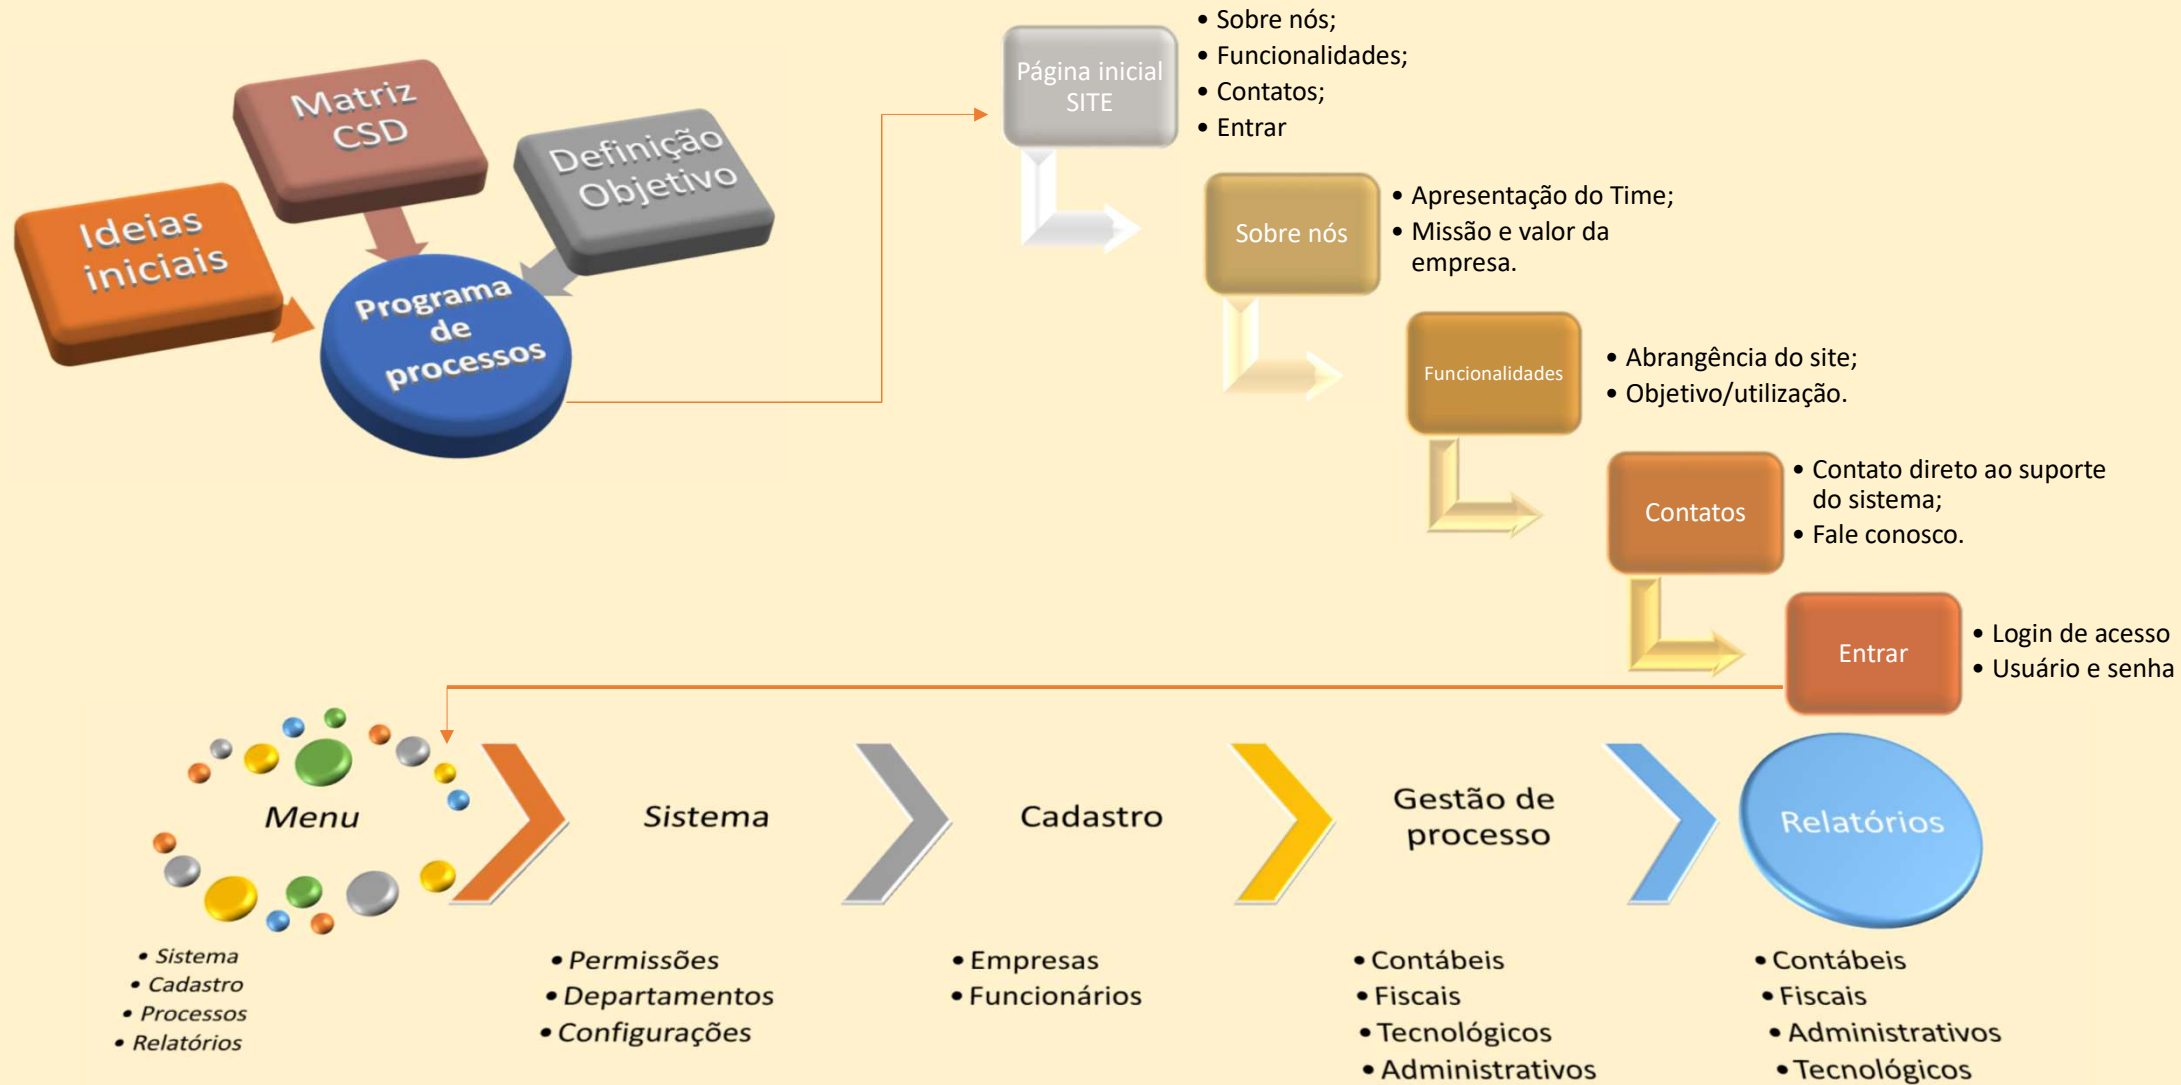 Ideias
iniciais
Matriz
CSD
Definição
Objetivo
Programa
de
processos
Página inicial
SITE
• Sobre nós;
• Funcionalidades;
• Contatos;
• Entrar
Sobre nós
• Apresentação do Time;
• Missão e valor da
empresa.
Funcionalidades
• Abrangência do site;
• Objetivo/utilização.
Contatos
• Contato direto ao suporte
do sistema;
• Fale conosco.
Entrar
• Login de acesso
• Usuário e senha
Menu
• Sistema
• Cadastro
• Processos
• Relatórios
Sistema
• Permissões
• Departamentos
• Configurações
Cadastro
• Empresas
• Funcionários
Gestão de
processo
• Contábeis
• Fiscais
• Tecnológicos
• Administrativos
Relatórios
• Contábeis
• Fiscais
• Administrativos
• Tecnológicos